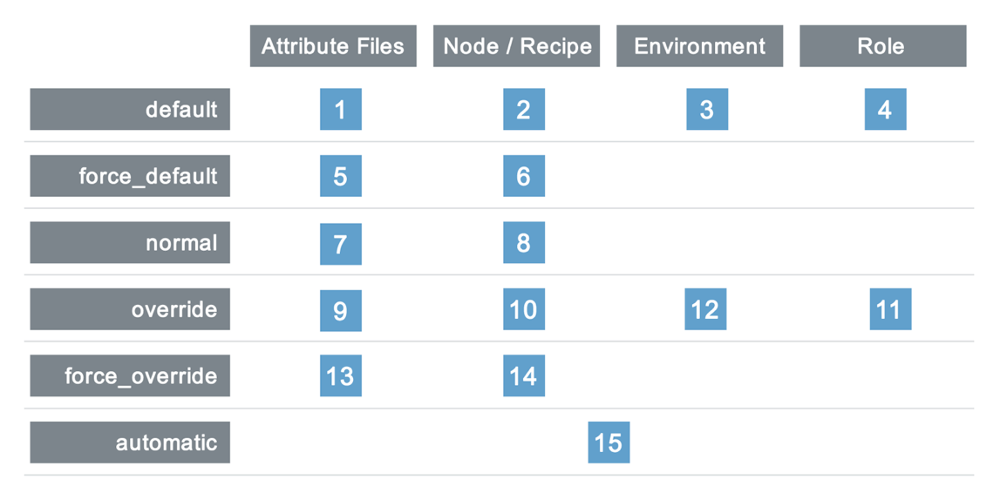 Attribute Files Node / Recipe Environment Role
default 1 2 3 4
force_default 5 6
normal 7 8
override 9 10 12 11
force_override 13 14
automatic 15